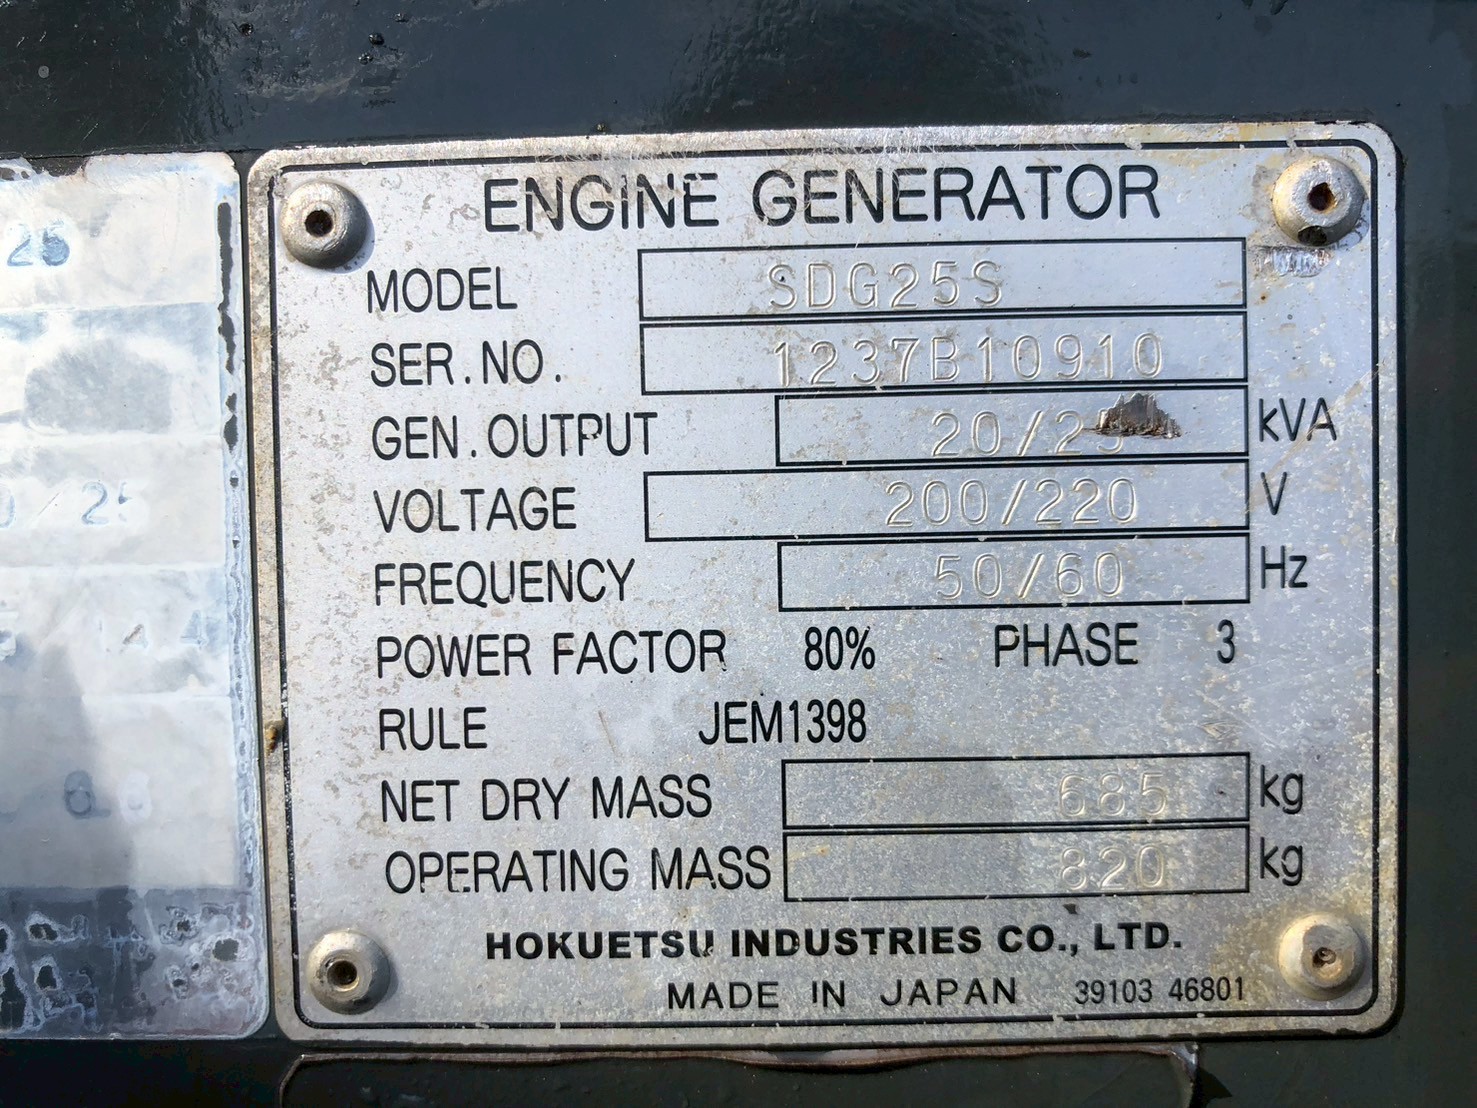 ENGINE GENERATOR
MODEL SDG25S
SER.NO. 1237B10910
GEN.OUTPUT 20/25 kVA
VOLTAGE 200/220 V
FREQUENCY 50/60 Hz
POWER FACTOR 80% PHASE 3
RULE JEM1398
NET DRY MASS 685 kg
OPERATING MASS 820 kg
HOKUETSU INDUSTRIES CO., LTD.
MADE IN JAPAN 39103 46801